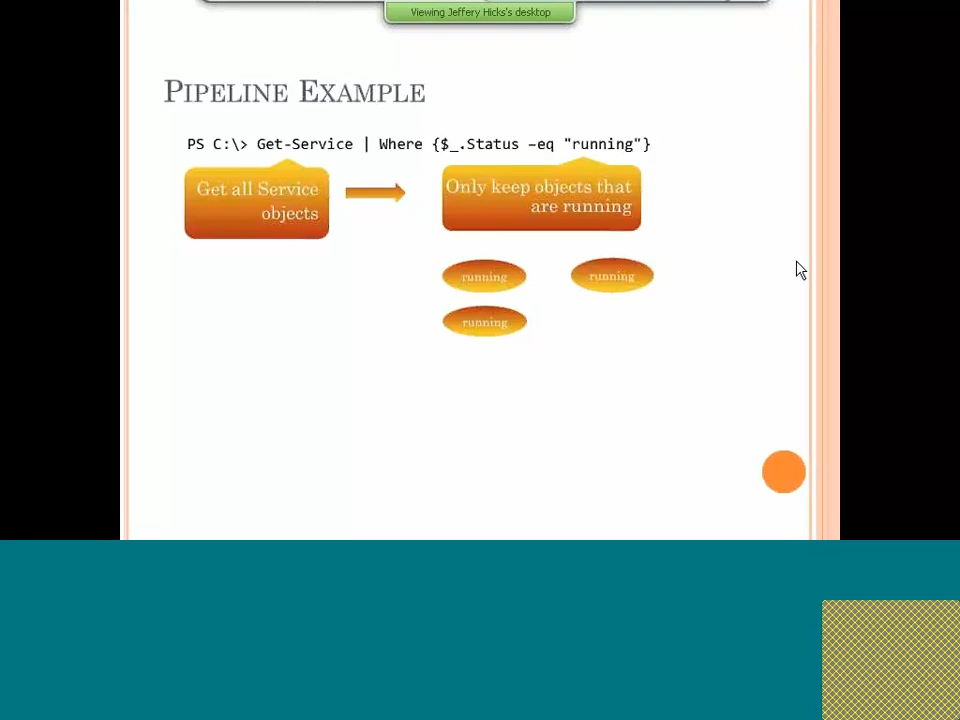 Viewing Jeffery Hicks's desktop
PIPELINE EXAMPLE
PS C:\> Get-Service | Where {$_.Status –eq "running"}
Get all Service
objects
Only keep objects that
are running
running
running
running